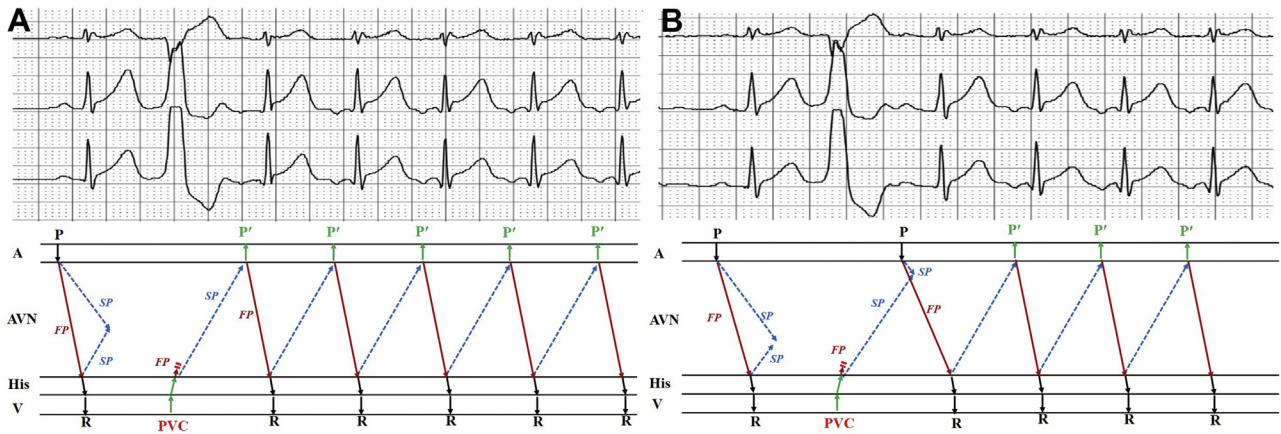 A
B
P P′ P′ P′ P′ P′
A
SP SP
AVN FP FP
SP FP
His
V
R PVC R R R R R
P P P′ P′ P′
A
SP
SP SP
AVN FP FP
SP FP
His
V
R PVC R R R R